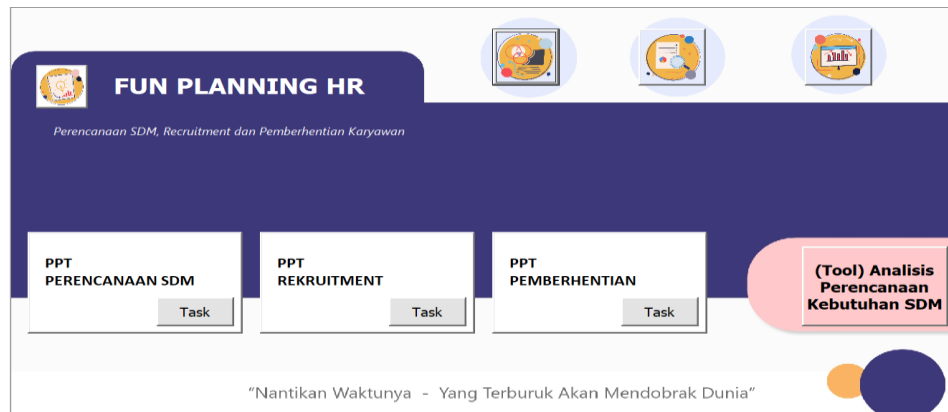 FUN PLANNING HR
Perencanaan SDM, Recruitment dan Pemberhentian Karyawan
PPT
PERENCANAAN SDM
Task
PPT
REKRUITMENT
Task
PPT
PEMBERHENTIAN
Task
(Tool) Analisis
Perencanaan
Kebutuhan SDM
“Nantikan Waktunya - Yang Terburuk Akan Mendobrak Dunia”